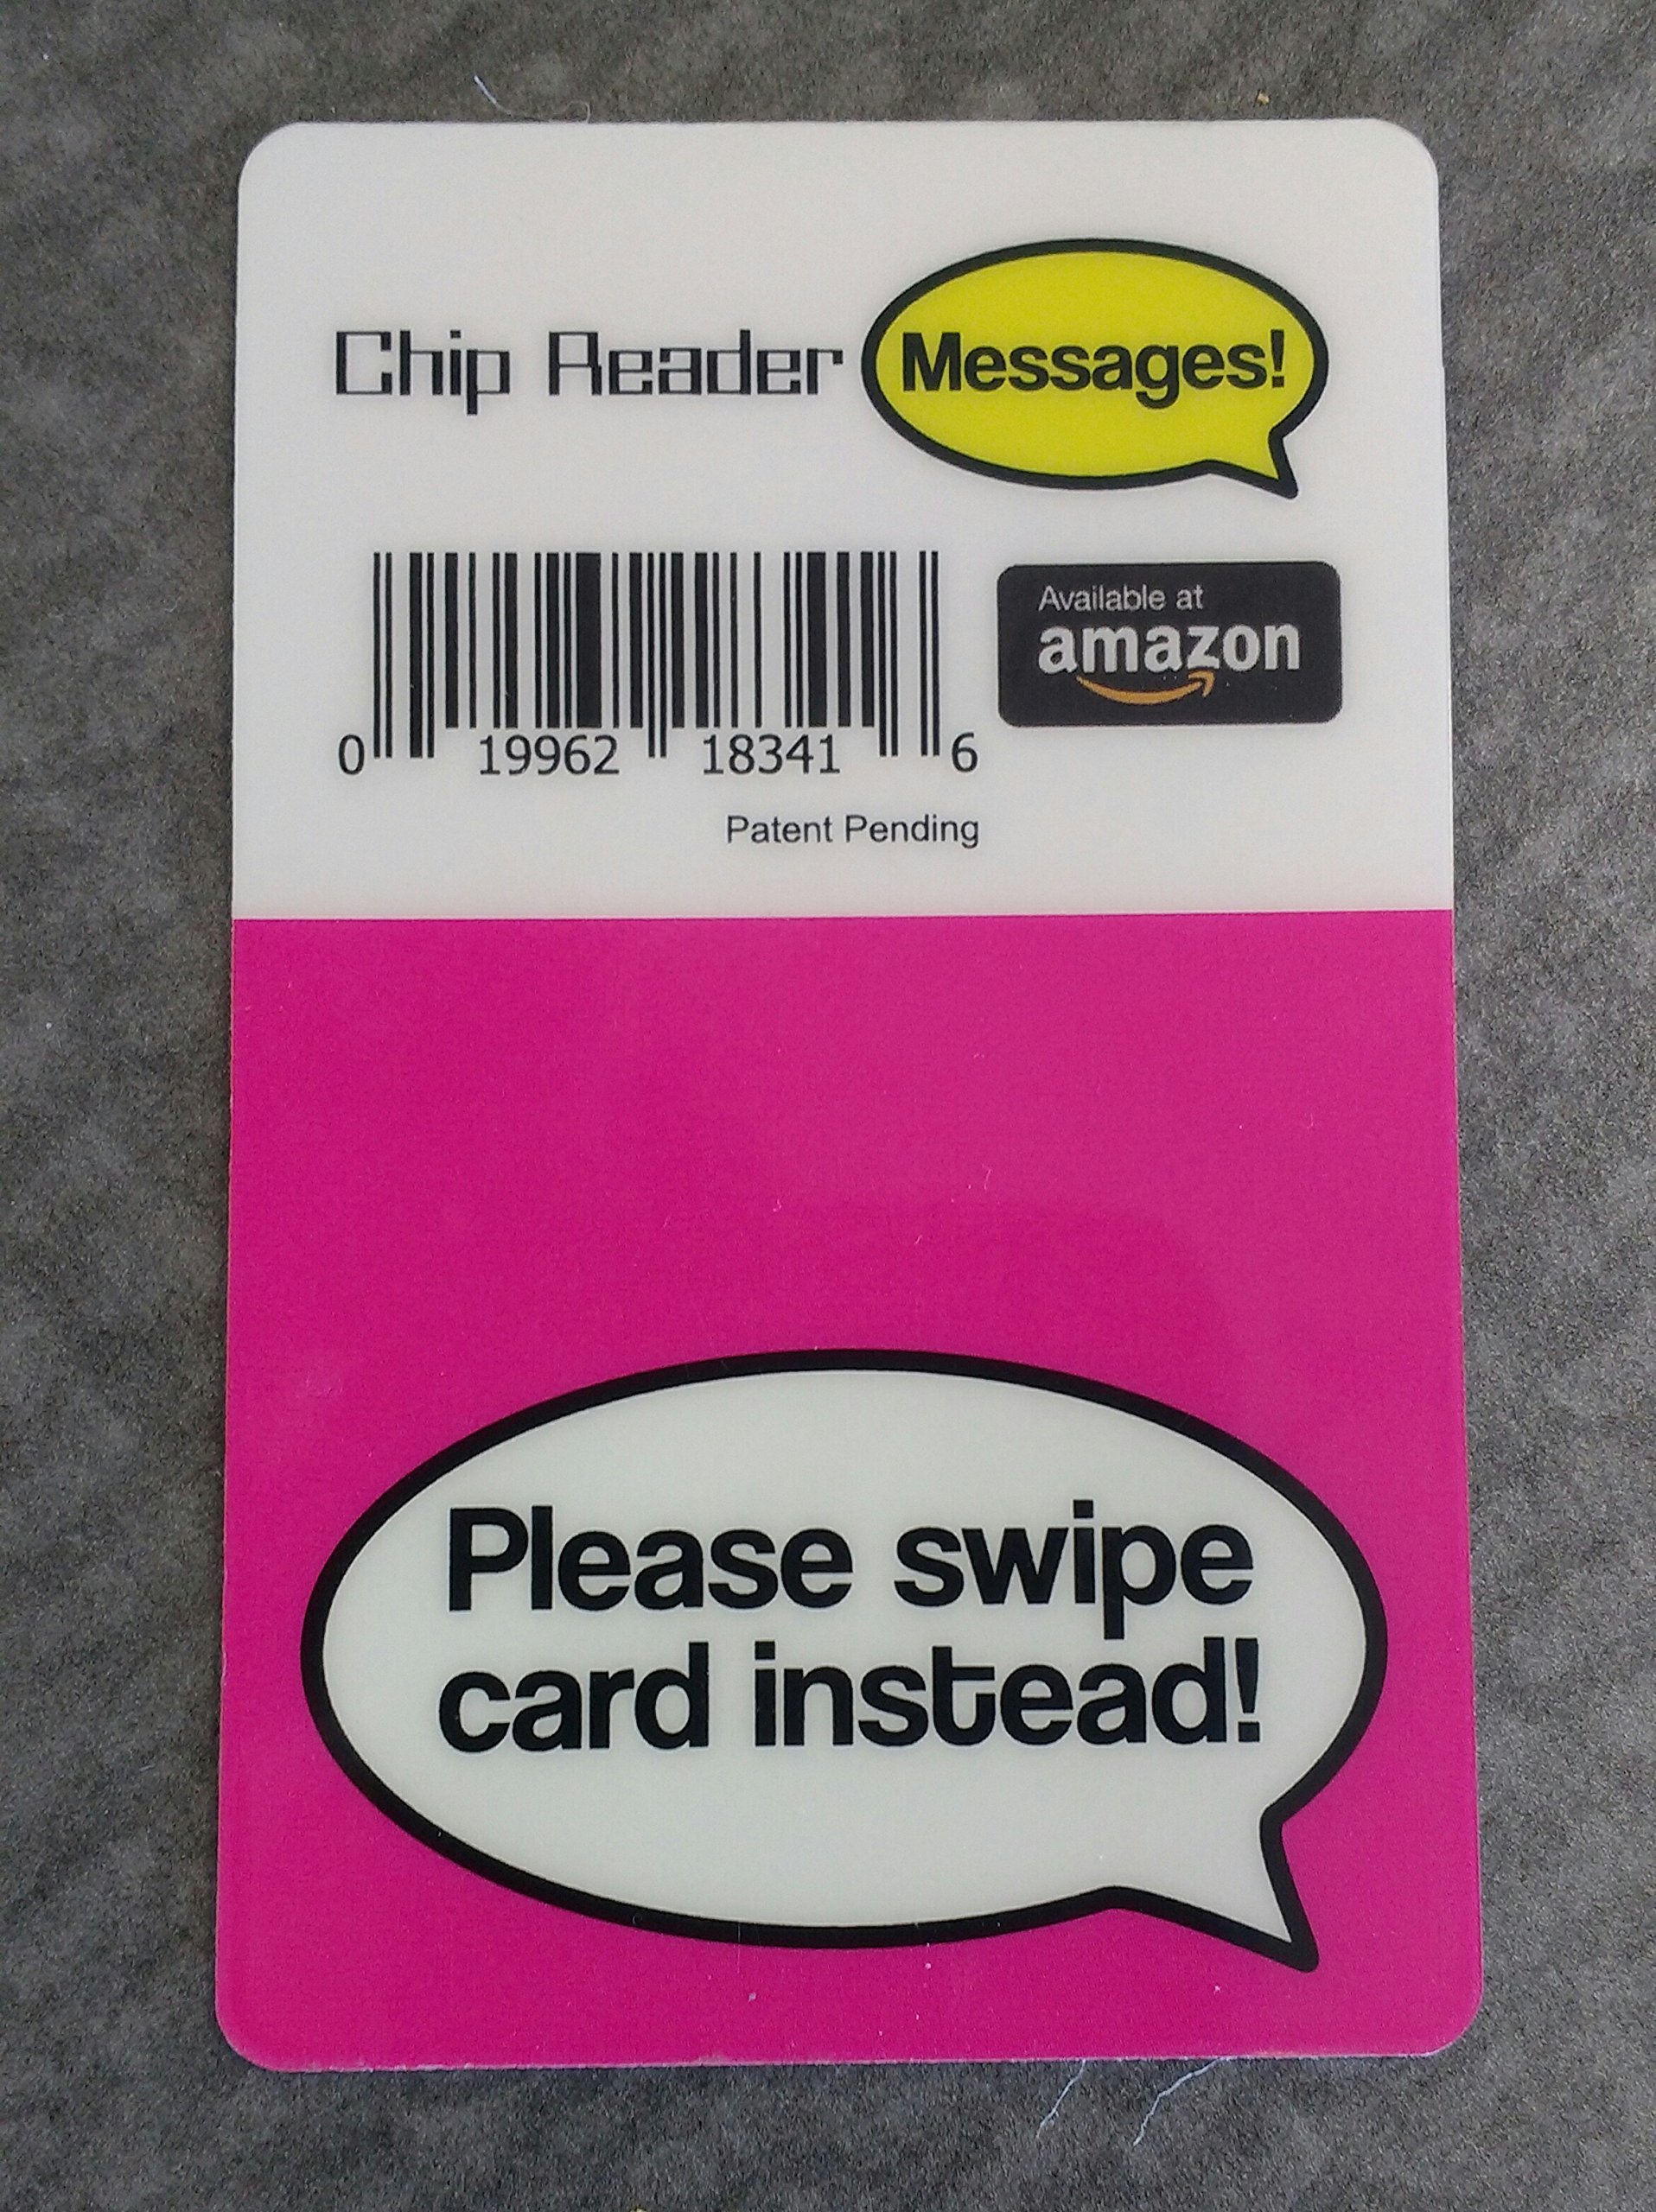 Chip Reader Messages!
Available at
amazon
0 19962 18341 6
Patent Pending
Please swipe
card instead!